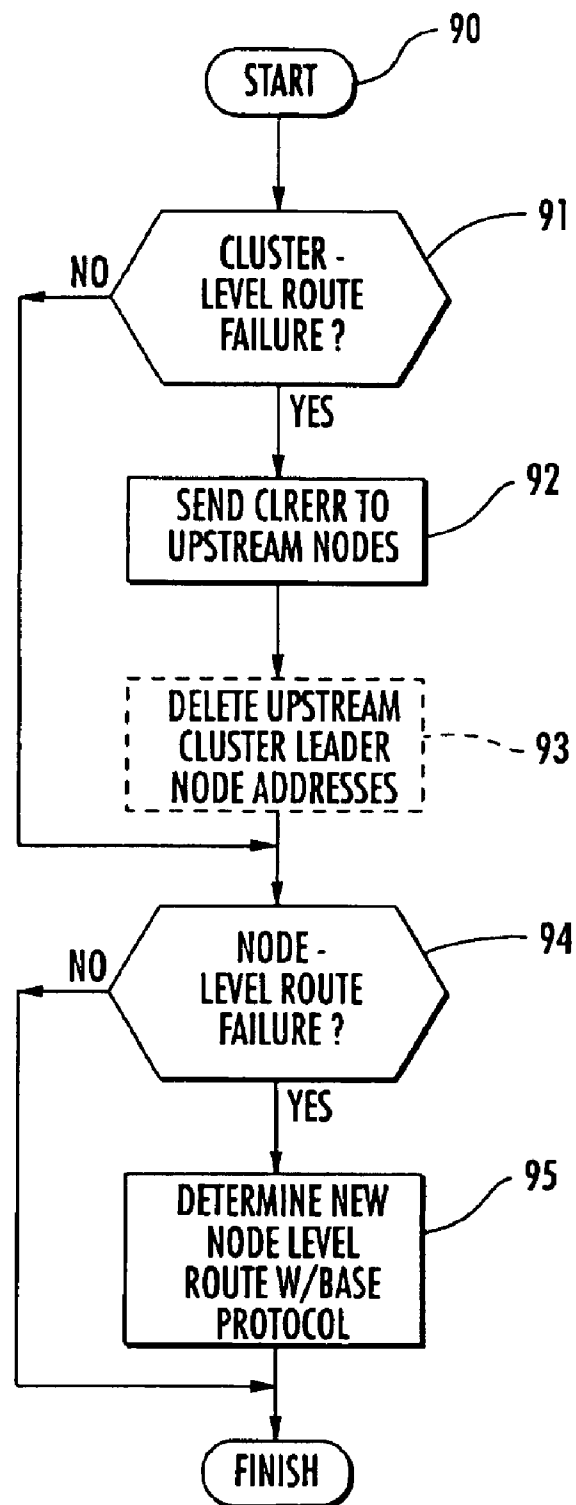 90
START
91
CLUSTER -
LEVEL ROUTE
FAILURE ?
NO
YES
92
SEND CLRERR TO
UPSTREAM NODES
DELETE UPSTREAM
CLUSTER LEADER
NODE ADDRESSES
93
94
NODE -
LEVEL ROUTE
FAILURE ?
NO
YES
95
DETERMINE NEW
NODE LEVEL
ROUTE W/BASE
PROTOCOL
FINISH